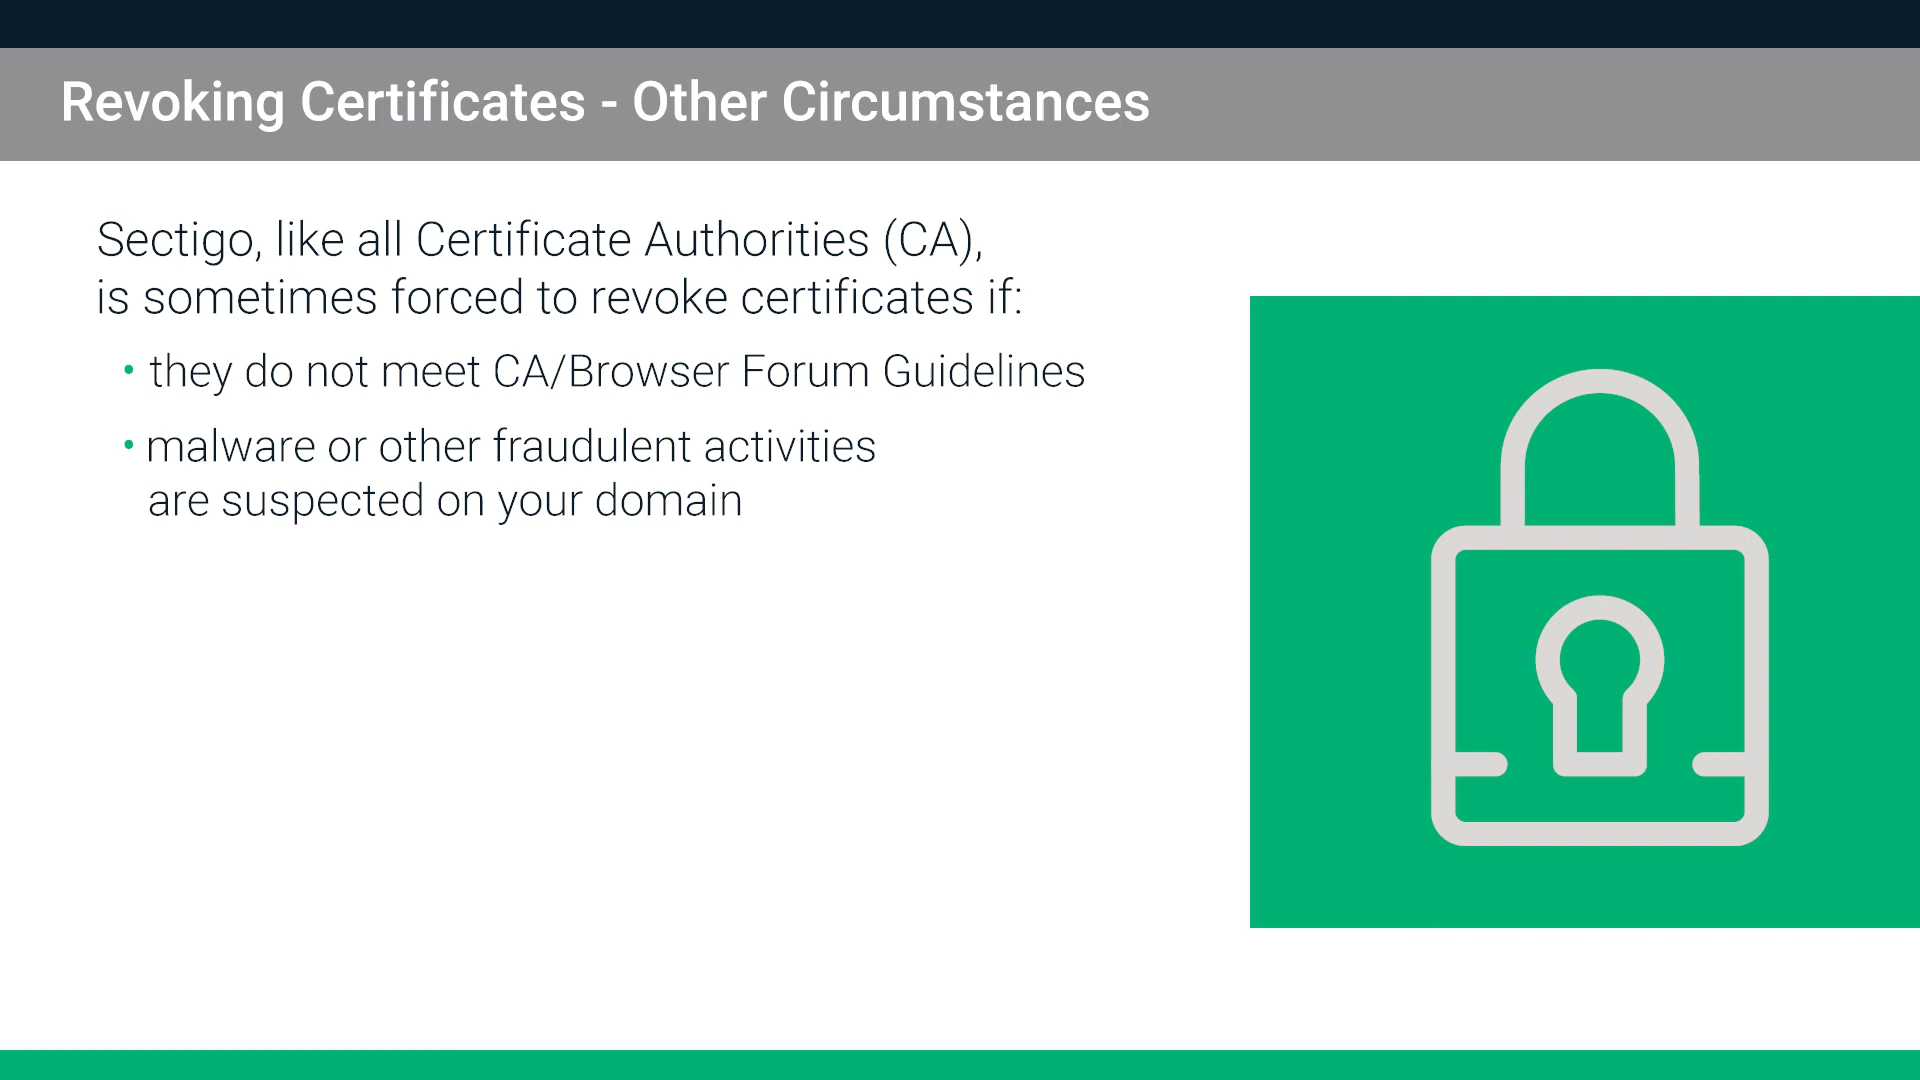 Revoking Certificates - Other Circumstances
Sectigo, like all Certificate Authorities (CA),
is sometimes forced to revoke certificates if:
• they do not meet CA/Browser Forum Guidelines
• malware or other fraudulent activities
are suspected on your domain